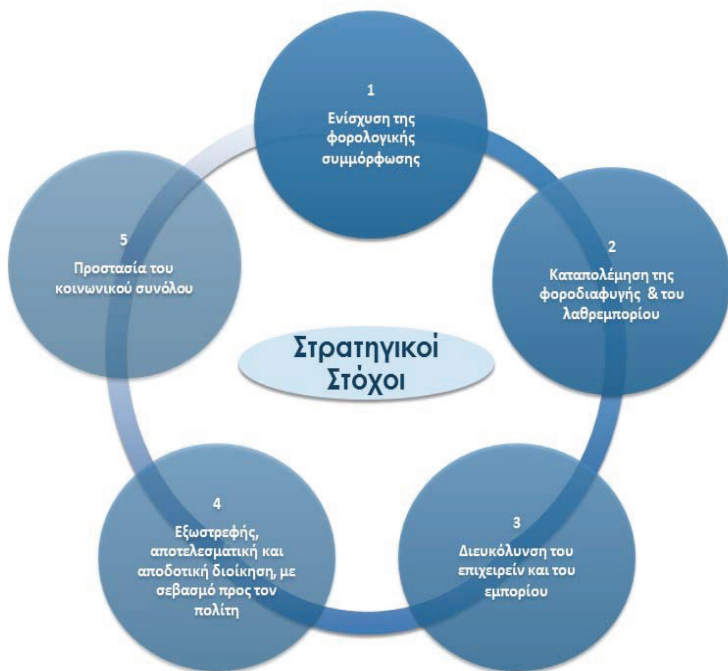 1
Ενίσχυση της
φορολογικής
συμμόρφωσης
2
Καταπολέμηση της
φοροδιαφυγής & του
λαθρεμπορίου
3
Διευκόλυνση του
επιχειρείν και του
εμπορίου
4
Εξωστρεφής,
αποτελεσματική και
αποδοτική διοίκηση, με
σεβασμό προς τον
πολίτη
5
Προστασία του
κοινωνικού συνόλου
Στρατηγικοί
Στόχοι